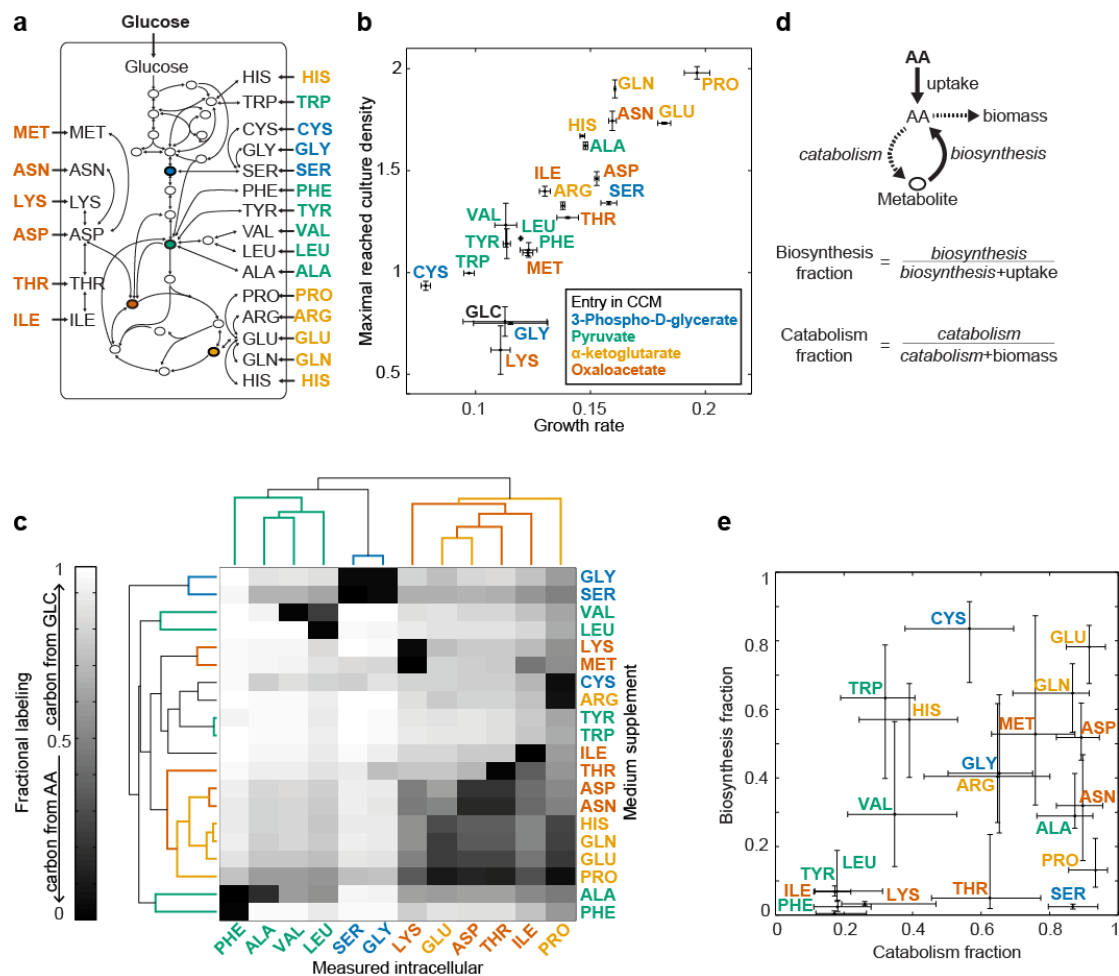 a
Glucose
Glucose
HIS HIS
TRP TRP
CYS CYS
GLY GLY
SER SER
PHE PHE
TYR TYR
VAL VAL
LEU LEU
ALA ALA
PRO PRO
ARG ARG
GLU GLU
GLN GLN
HIS HIS
MET MET
ASN ASN
LYS LYS
ASP ASP
THR THR
ILE ILE
b
Maximal reached culture density
2
1.5
1
0.5
0.1 0.15 0.2
Growth rate
GLN
PRO
ASN
GLU
HIS
ALA
ILE
ASP
ARG
SER
VAL
THR
LEU
TYR
PHE
TRP
MET
CYS
GLC
GLY
LYS
Entry in CCM
3-Phospho-D-glycerate
Pyruvate
α-ketoglutarate
Oxaloacetate
d
AA
uptake
AA
biomass
catabolism
biosynthesis
Metabolite
Biosynthesis fraction = biosynthesis / biosynthesis+uptake
Catabolism fraction = catabolism / catabolism+biomass
c
Fractional labeling
carbon from AA carbon from GLC
1
0.5
0
GLY
SER
VAL
LEU
LYS
MET
CYS
ARG
TYR
TRP
ILE
THR
ASP
ASN
HIS
GLN
GLU
PRO
ALA
PHE
Medium supplement
PHE ALA VAL LEU SER GLY LYS GLU ASP THR ILE PRO
Measured intracellular
e
Biosynthesis fraction
1
0.8
0.6
0.4
0.2
0
0 0.2 0.4 0.6 0.8 1
Catabolism fraction
CYS
GLU
TRP
GLN
HIS
MET
ASP
GLY
ARG
VAL
ASN
ALA
LEU
TYR
PRO
ILE
LYS
THR
SER
PHE